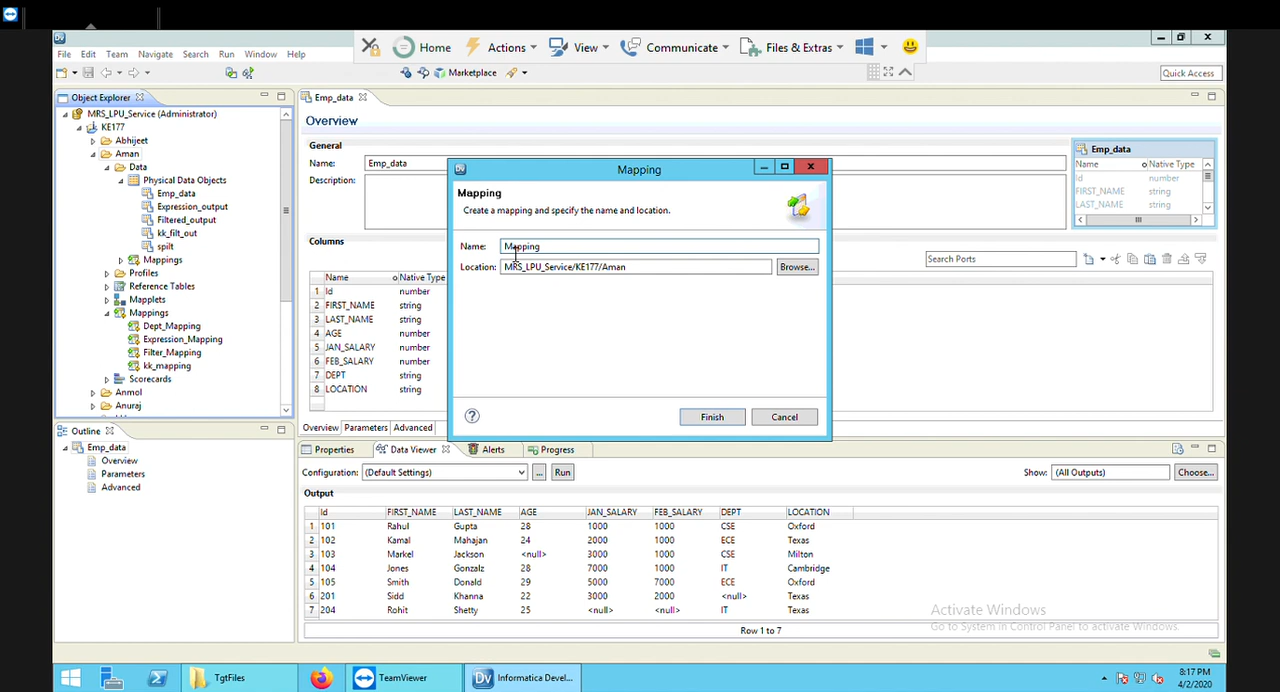 Home Actions View Communicate Files & Extras
File Edit Team Navigate Search Run Window Help
Marketplace
Quick Access
Object Explorer
MRS_LPU_Service (Administrator)
KE177
Abhijeet
Aman
Data
Physical Data Objects
Emp_data
Expression_output
Filtered_output
kk_filt_out
spilt
Mappings
Profiles
Reference Tables
Mapplets
Mappings
Dept_Mapping
Expression_Mapping
Filter_Mapping
kk_mapping
Scorecards
Anmol
Anuraj
Outline
Emp_data
Overview
Parameters
Advanced
Emp_data
Overview
General
Name: Emp_data
Description:
Emp_data
Name Native Type
Id number
FIRST_NAME string
LAST_NAME string
Columns
Search Ports
Name Native Type
1 Id number
2 FIRST_NAME string
3 LAST_NAME string
4 AGE number
5 JAN_SALARY number
6 FEB_SALARY number
7 DEPT string
8 LOCATION string
Overview Parameters Advanced
Mapping
Mapping
Create a mapping and specify the name and location.
Name: Mapping
Location: MRS_LPU_Service/KE177/Aman Browse...
Finish Cancel
Properties Data Viewer Alerts Progress
Configuration: (Default Settings) ... Run Show: (All Outputs) Choose...
Output
Id FIRST_NAME LAST_NAME AGE JAN_SALARY FEB_SALARY DEPT LOCATION
1 101 Rahul Gupta 28 1000 1000 CSE Oxford
2 102 Kamal Mahajan 24 2000 1000 ECE Texas
3 103 Markel Jackson <null> 3000 1000 CSE Milton
4 104 Jones Gonzalz 28 7000 1000 IT Cambridge
5 105 Smith Donald 29 5000 7000 ECE Oxford
6 201 Sidd Khanna 22 3000 2000 <null> Texas
7 204 Rohit Shetty 25 <null> <null> IT Texas
Row 1 to 7
Activate Windows
Go to System in Control Panel to activate Windows.
TgtFiles TeamViewer Dv Informatica Devel...
8:17 PM
4/2/2020